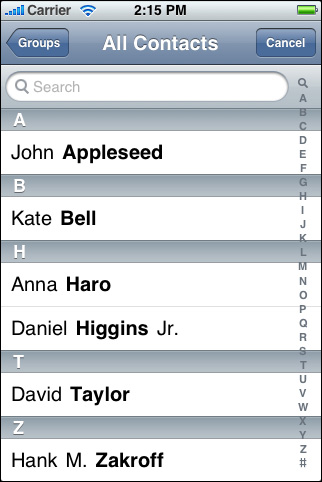 Carrier 2:15 PM
Groups All Contacts Cancel
Search
A
John Appleseed
B
Kate Bell
H
Anna Haro
Daniel Higgins Jr.
T
David Taylor
Z
Hank M. Zakroff
A
B
C
D
E
F
G
H
I
J
K
L
M
N
O
P
Q
R
S
T
U
V
W
X
Y
Z
#